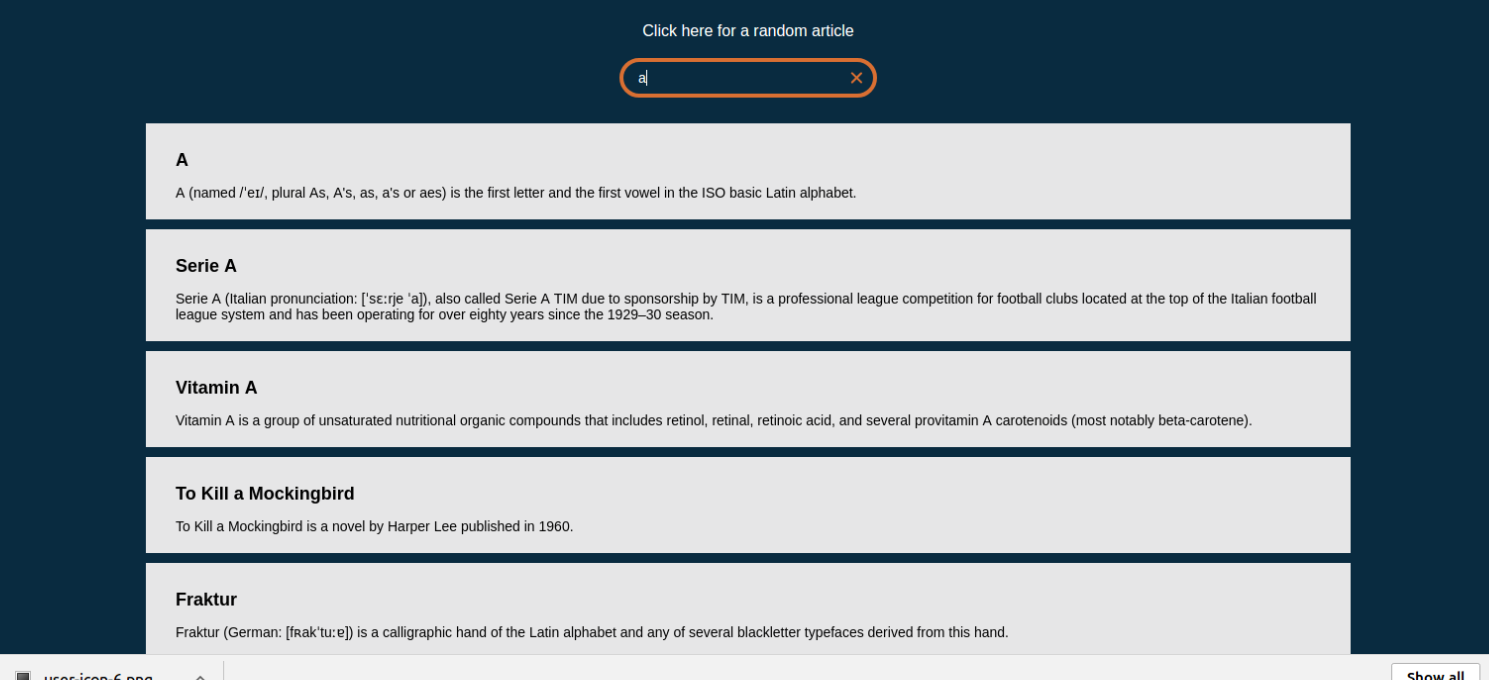 Click here for a random article
a
A
A (named /ˈeɪ/, plural As, A's, as, a's or aes) is the first letter and the first vowel in the ISO basic Latin alphabet.
Serie A
Serie A (Italian pronunciation: [ˈsɛːrje ˈa]), also called Serie A TIM due to sponsorship by TIM, is a professional league competition for football clubs located at the top of the Italian football
league system and has been operating for over eighty years since the 1929–30 season.
Vitamin A
Vitamin A is a group of unsaturated nutritional organic compounds that includes retinol, retinal, retinoic acid, and several provitamin A carotenoids (most notably beta-carotene).
To Kill a Mockingbird
To Kill a Mockingbird is a novel by Harper Lee published in 1960.
Fraktur
Fraktur (German: [fʀakˈtuːɐ]) is a calligraphic hand of the Latin alphabet and any of several blackletter typefaces derived from this hand.
user-icon-6.png
Show all